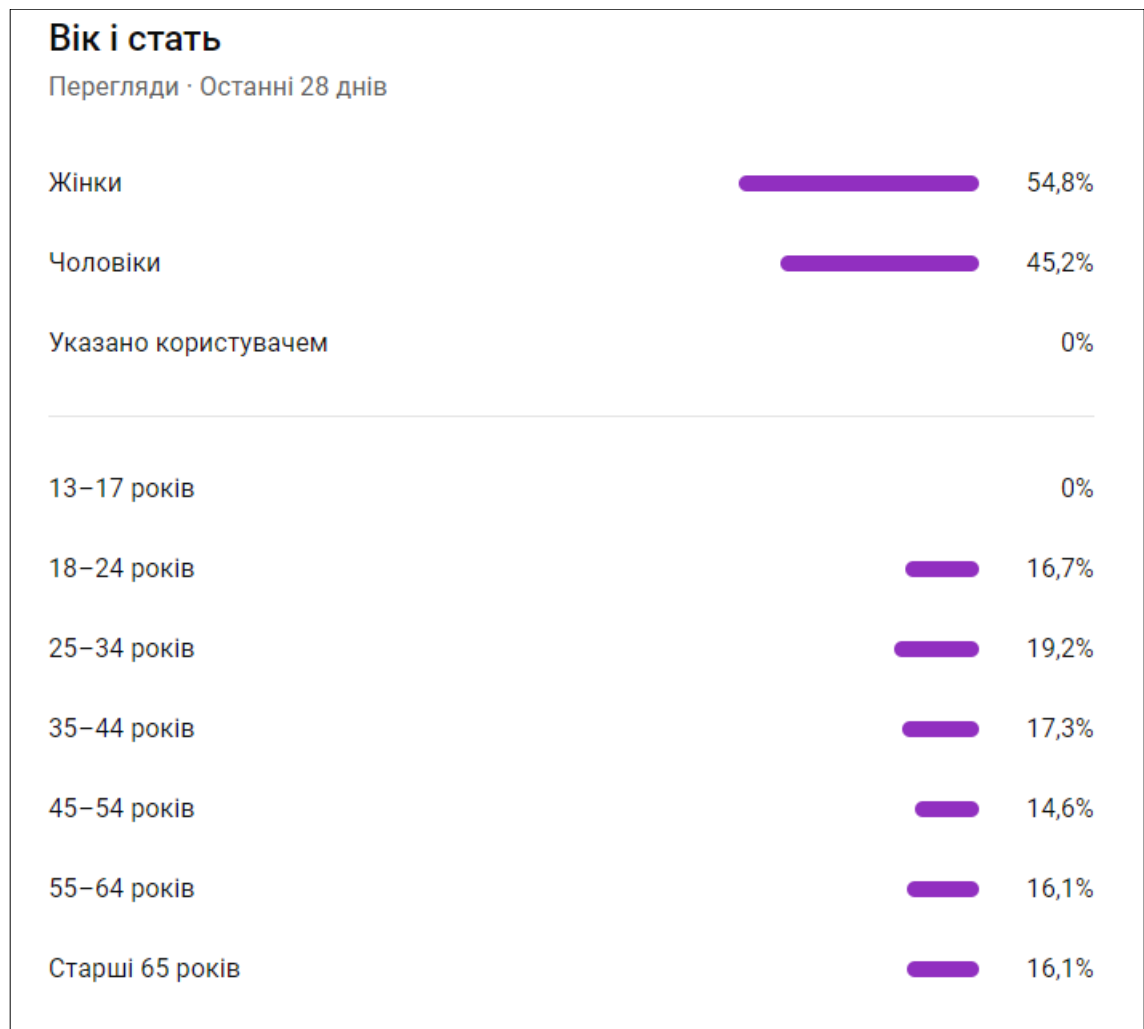 Вік і стать
Перегляди · Останні 28 днів
Жінки 54,8%
Чоловіки 45,2%
Указано користувачем 0%
13–17 років 0%
18–24 років 16,7%
25–34 років 19,2%
35–44 років 17,3%
45–54 років 14,6%
55–64 років 16,1%
Старші 65 років 16,1%